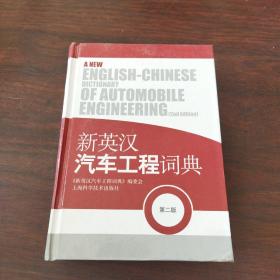 A NEW
ENGLISH-CHINESE
DICTIONARY
OF AUTOMOBILE
ENGINEERING (2nd Edition)
新英汉
汽车工程词典
《新英汉汽车工程词典》编委会
上海科学技术出版社
第二版